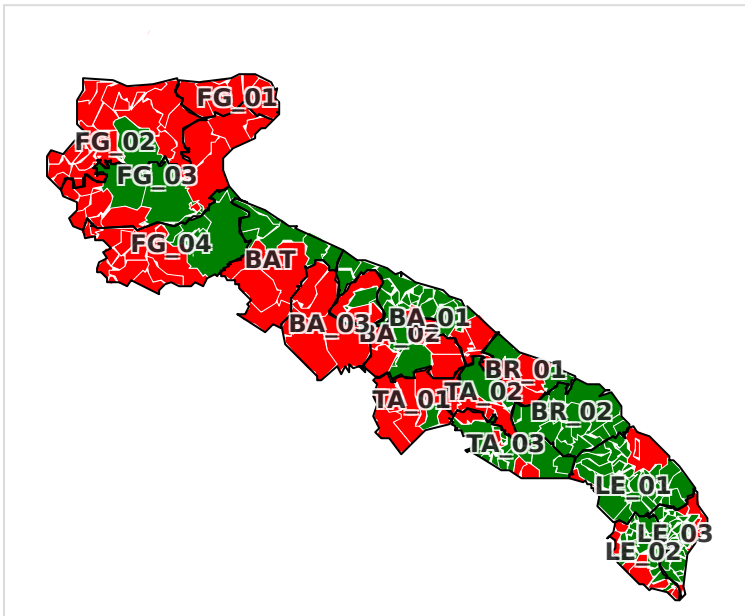 FG_01
FG_02
FG_03
FG_04
BAT
BA_01
BA_03
BA_02
BR_01
TA_02
TA_01
BR_02
TA_03
LE_01
LE_03
LE_02